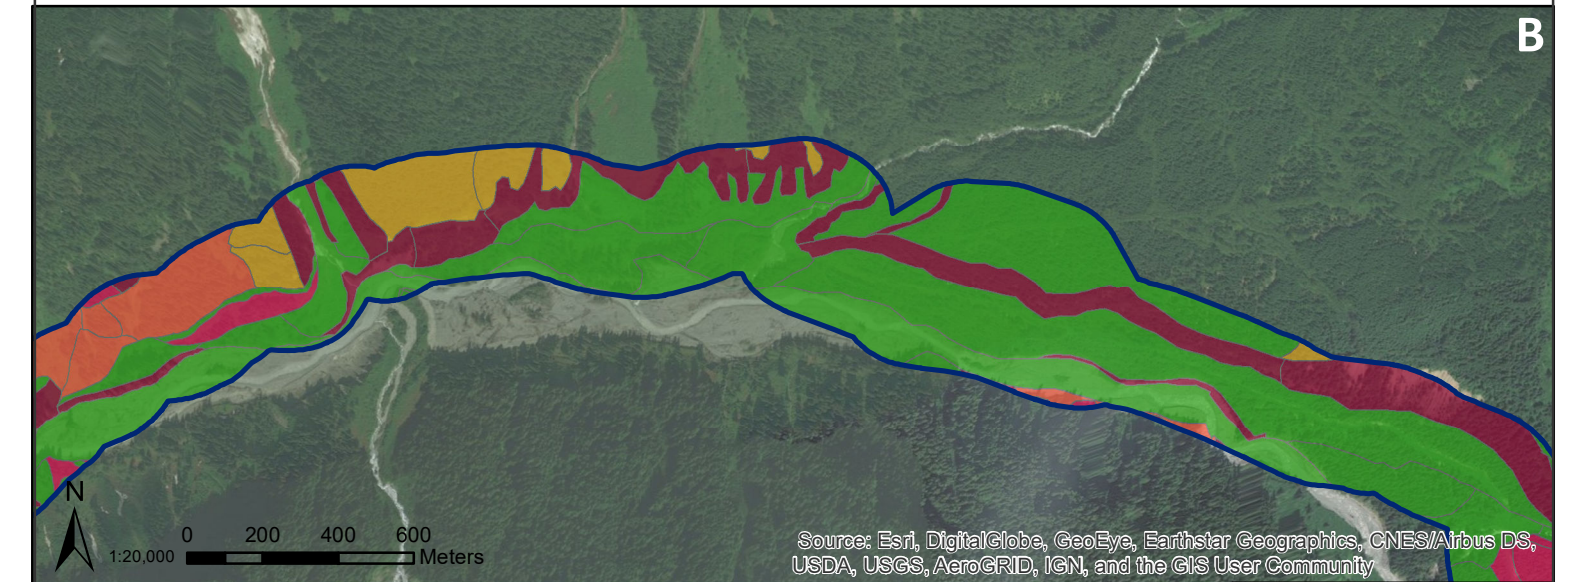 B
N
0 200 400 600
1:20,000 Meters
Source: Esri, DigitalGlobe, GeoEye, Earthstar Geographics, CNES/Airbus DS,
USDA, USGS, AeroGRID, IGN, and the GIS User Community